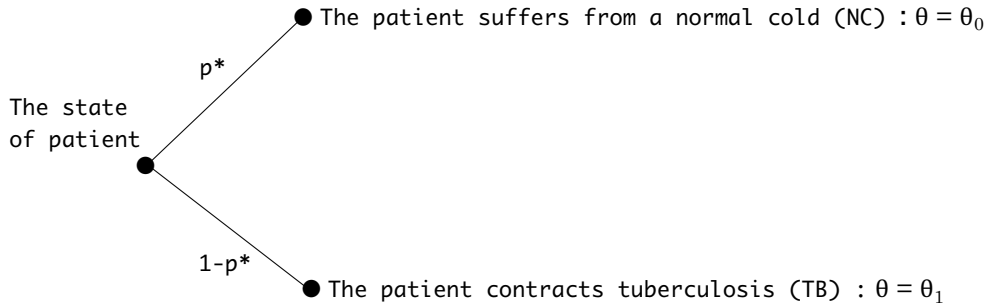 The patient suffers from a normal cold (NC) : θ = θ₀
p*
The state
of patient
1-p*
The patient contracts tuberculosis (TB) : θ = θ₁